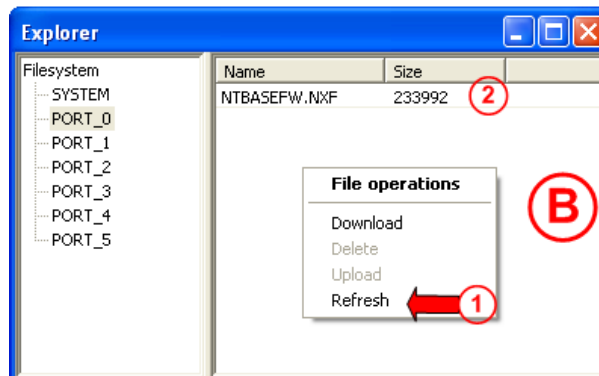 Explorer
Filesystem
SYSTEM
PORT_0
PORT_1
PORT_2
PORT_3
PORT_4
PORT_5
Name Size
NTBASEFW.NXF 233992 2
File operations
Download
Delete
Upload
Refresh 1
B